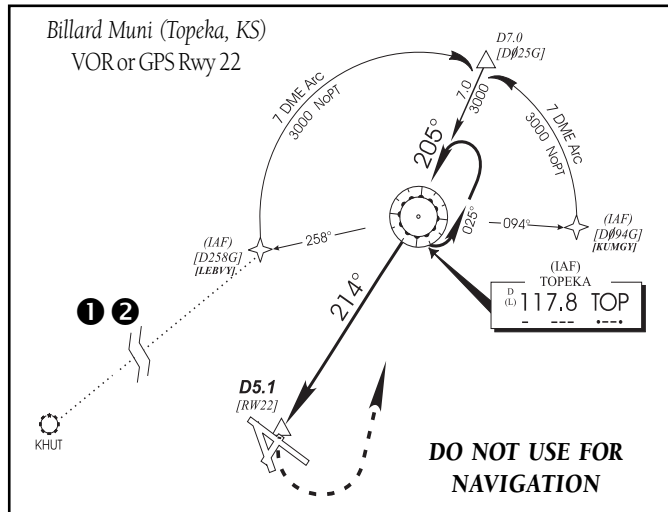 Billard Muni (Topeka, KS)
VOR or GPS Rwy 22
D7.0
[DØ25G]
7 DME Arc
3000 NoPT
7.0
3000
7 DME Arc
3000 NoPT
205°
025°
258°
094°
(IAF)
[D258G]
[LEBVY]
(IAF)
[DØ94G]
[KUMGY]
(IAF)
TOPEKA
D
(L) 117.8 TOP
– –––  •––•
❶ ❷
214°
D5.1
[RW22]
KHUT
DO NOT USE FOR
NAVIGATION